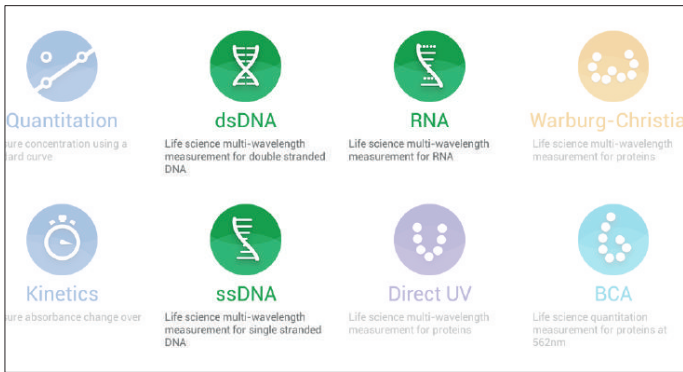 Quantitation
ure concentration using a
ard curve
dsDNA
Life science multi-wavelength
measurement for double stranded
DNA
RNA
Life science multi-wavelength
measurement for RNA
Warburg-Christia
Life science multi-wavelength
measurement for proteins
Kinetics
ure absorbance change over
ssDNA
Life science multi-wavelength
measurement for single stranded
DNA
Direct UV
Life science multi-wavelength
measurement for proteins
BCA
Life science quantitation
measurement for proteins at
562nm